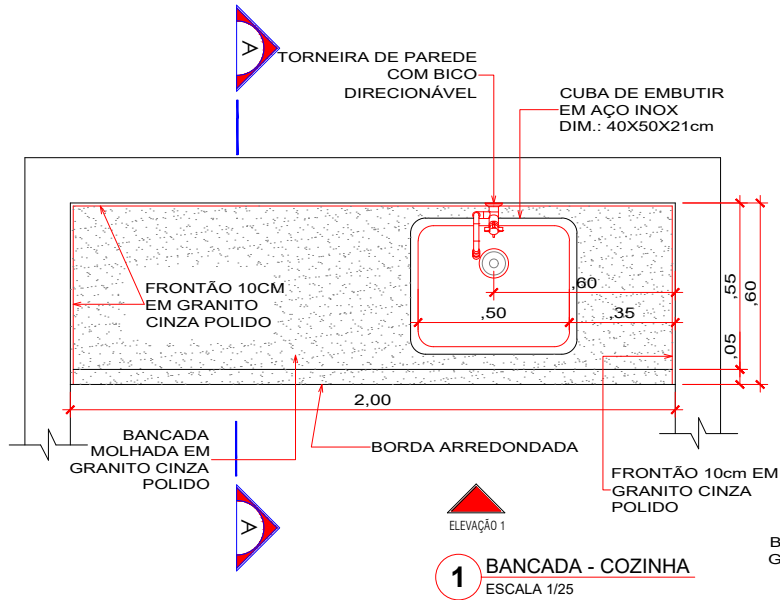 A
TORNEIRA DE PAREDE
COM BICO
DIRECIONÁVEL
CUBA DE EMBUTIR
EM AÇO INOX
DIM.: 40X50X21cm
FRONTÃO 10CM
EM GRANITO
CINZA POLIDO
,60
,50
,35
,55
,60
,05
2,00
BANCADA
MOLHADA EM
GRANITO CINZA
POLIDO
BORDA ARREDONDADA
FRONTÃO 10cm EM
GRANITO CINZA
POLIDO
A
ELEVAÇÃO 1
B
G
1
BANCADA - COZINHA
ESCALA 1/25